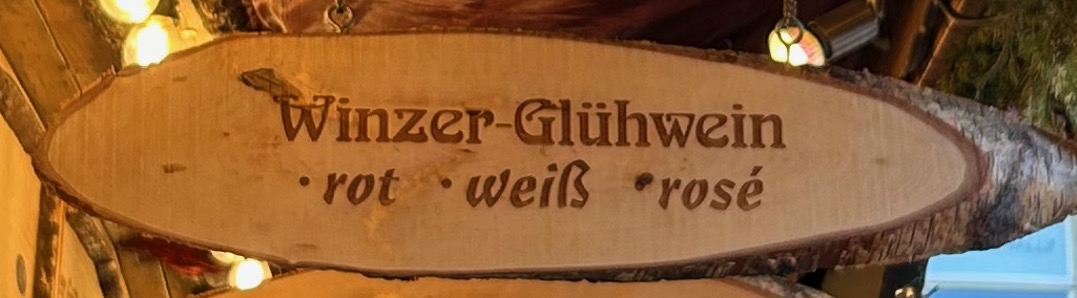 Winzer-Glühwein
· rot · weiß · rosé